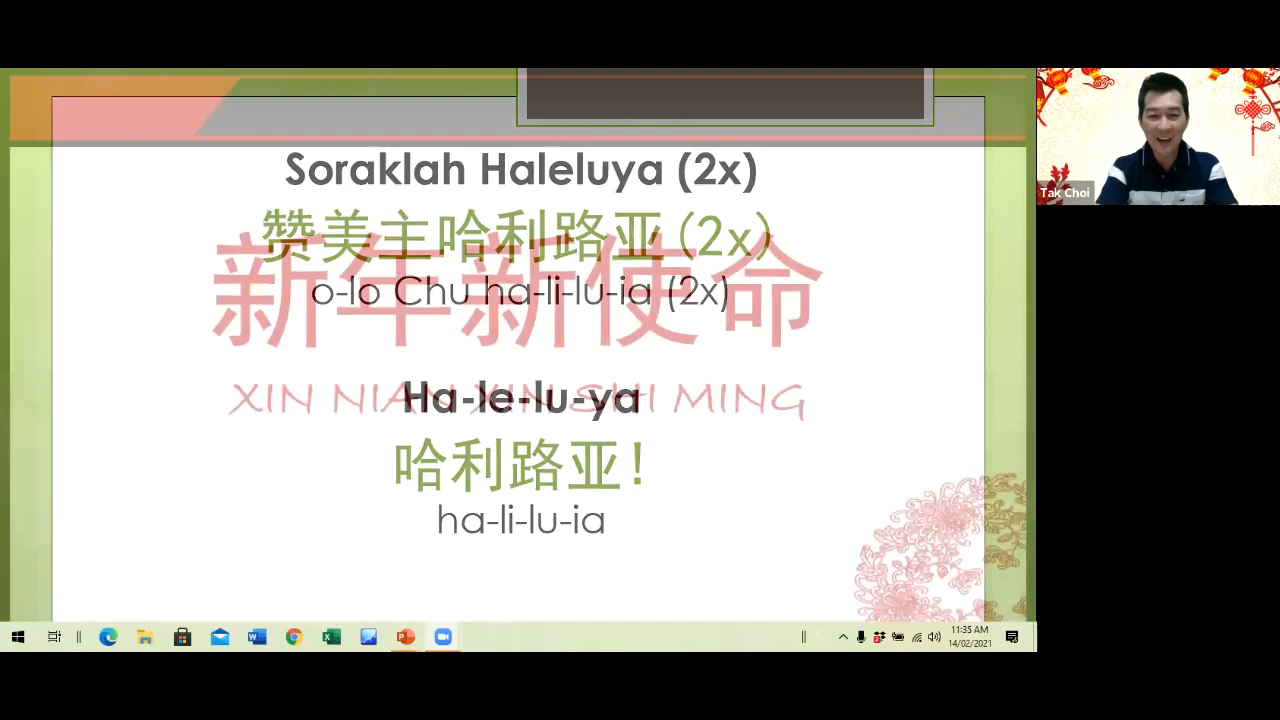 Soraklah Haleluya (2x)
赞美主哈利路亚(2x)
新年新使命
o-lo Chu ha-li-lu-ia (2x)
Ha-le-lu-ya
XIN NIAN XIN SHI MING
哈利路亚!
ha-li-lu-ia
Tak Choi
11:35 AM
14/02/2021